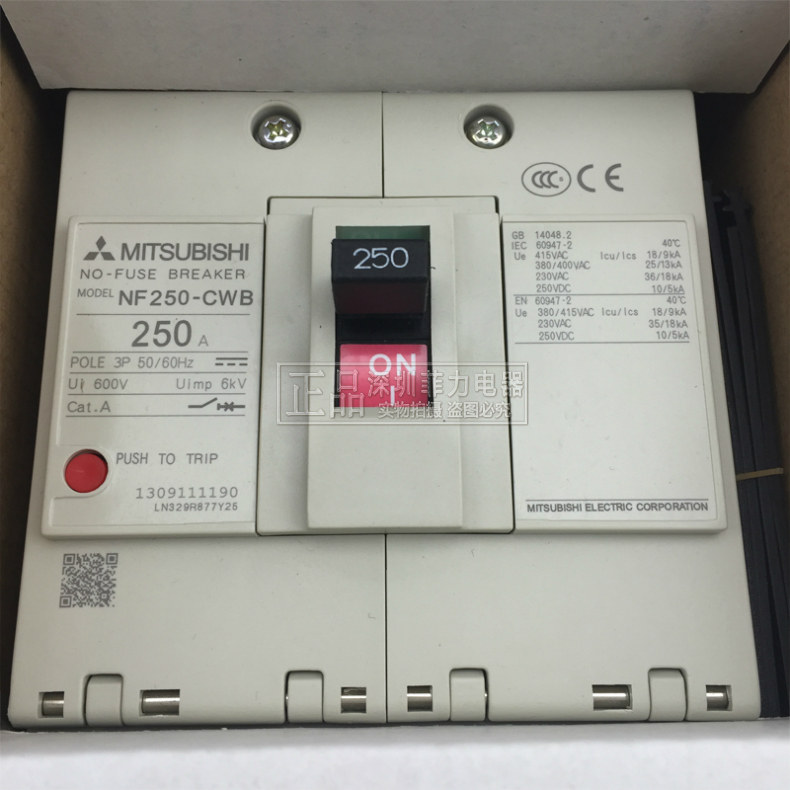 250
CCC CE
MITSUBISHI
NO-FUSE BREAKER
MODEL NF250-CWB
250 A
POLE 3P 50/60Hz
Ui 600V Uimp 6kV
Cat.A
PUSH TO TRIP
1309111190
LN329R877Y25
ON
I
GB 14048.2
IEC 60947-2 40℃
Ue 415VAC Icu/Ics 18/9kA
380/400VAC 25/13kA
230VAC 36/18kA
250VDC 10/5kA
EN 60947-2 40℃
Ue 380/415VAC Icu/Ics 18/9kA
230VAC 35/18kA
250VDC 10/5kA
MITSUBISHI ELECTRIC CORPORATION
正品 深圳菲力电器
实物拍摄 盗图必究